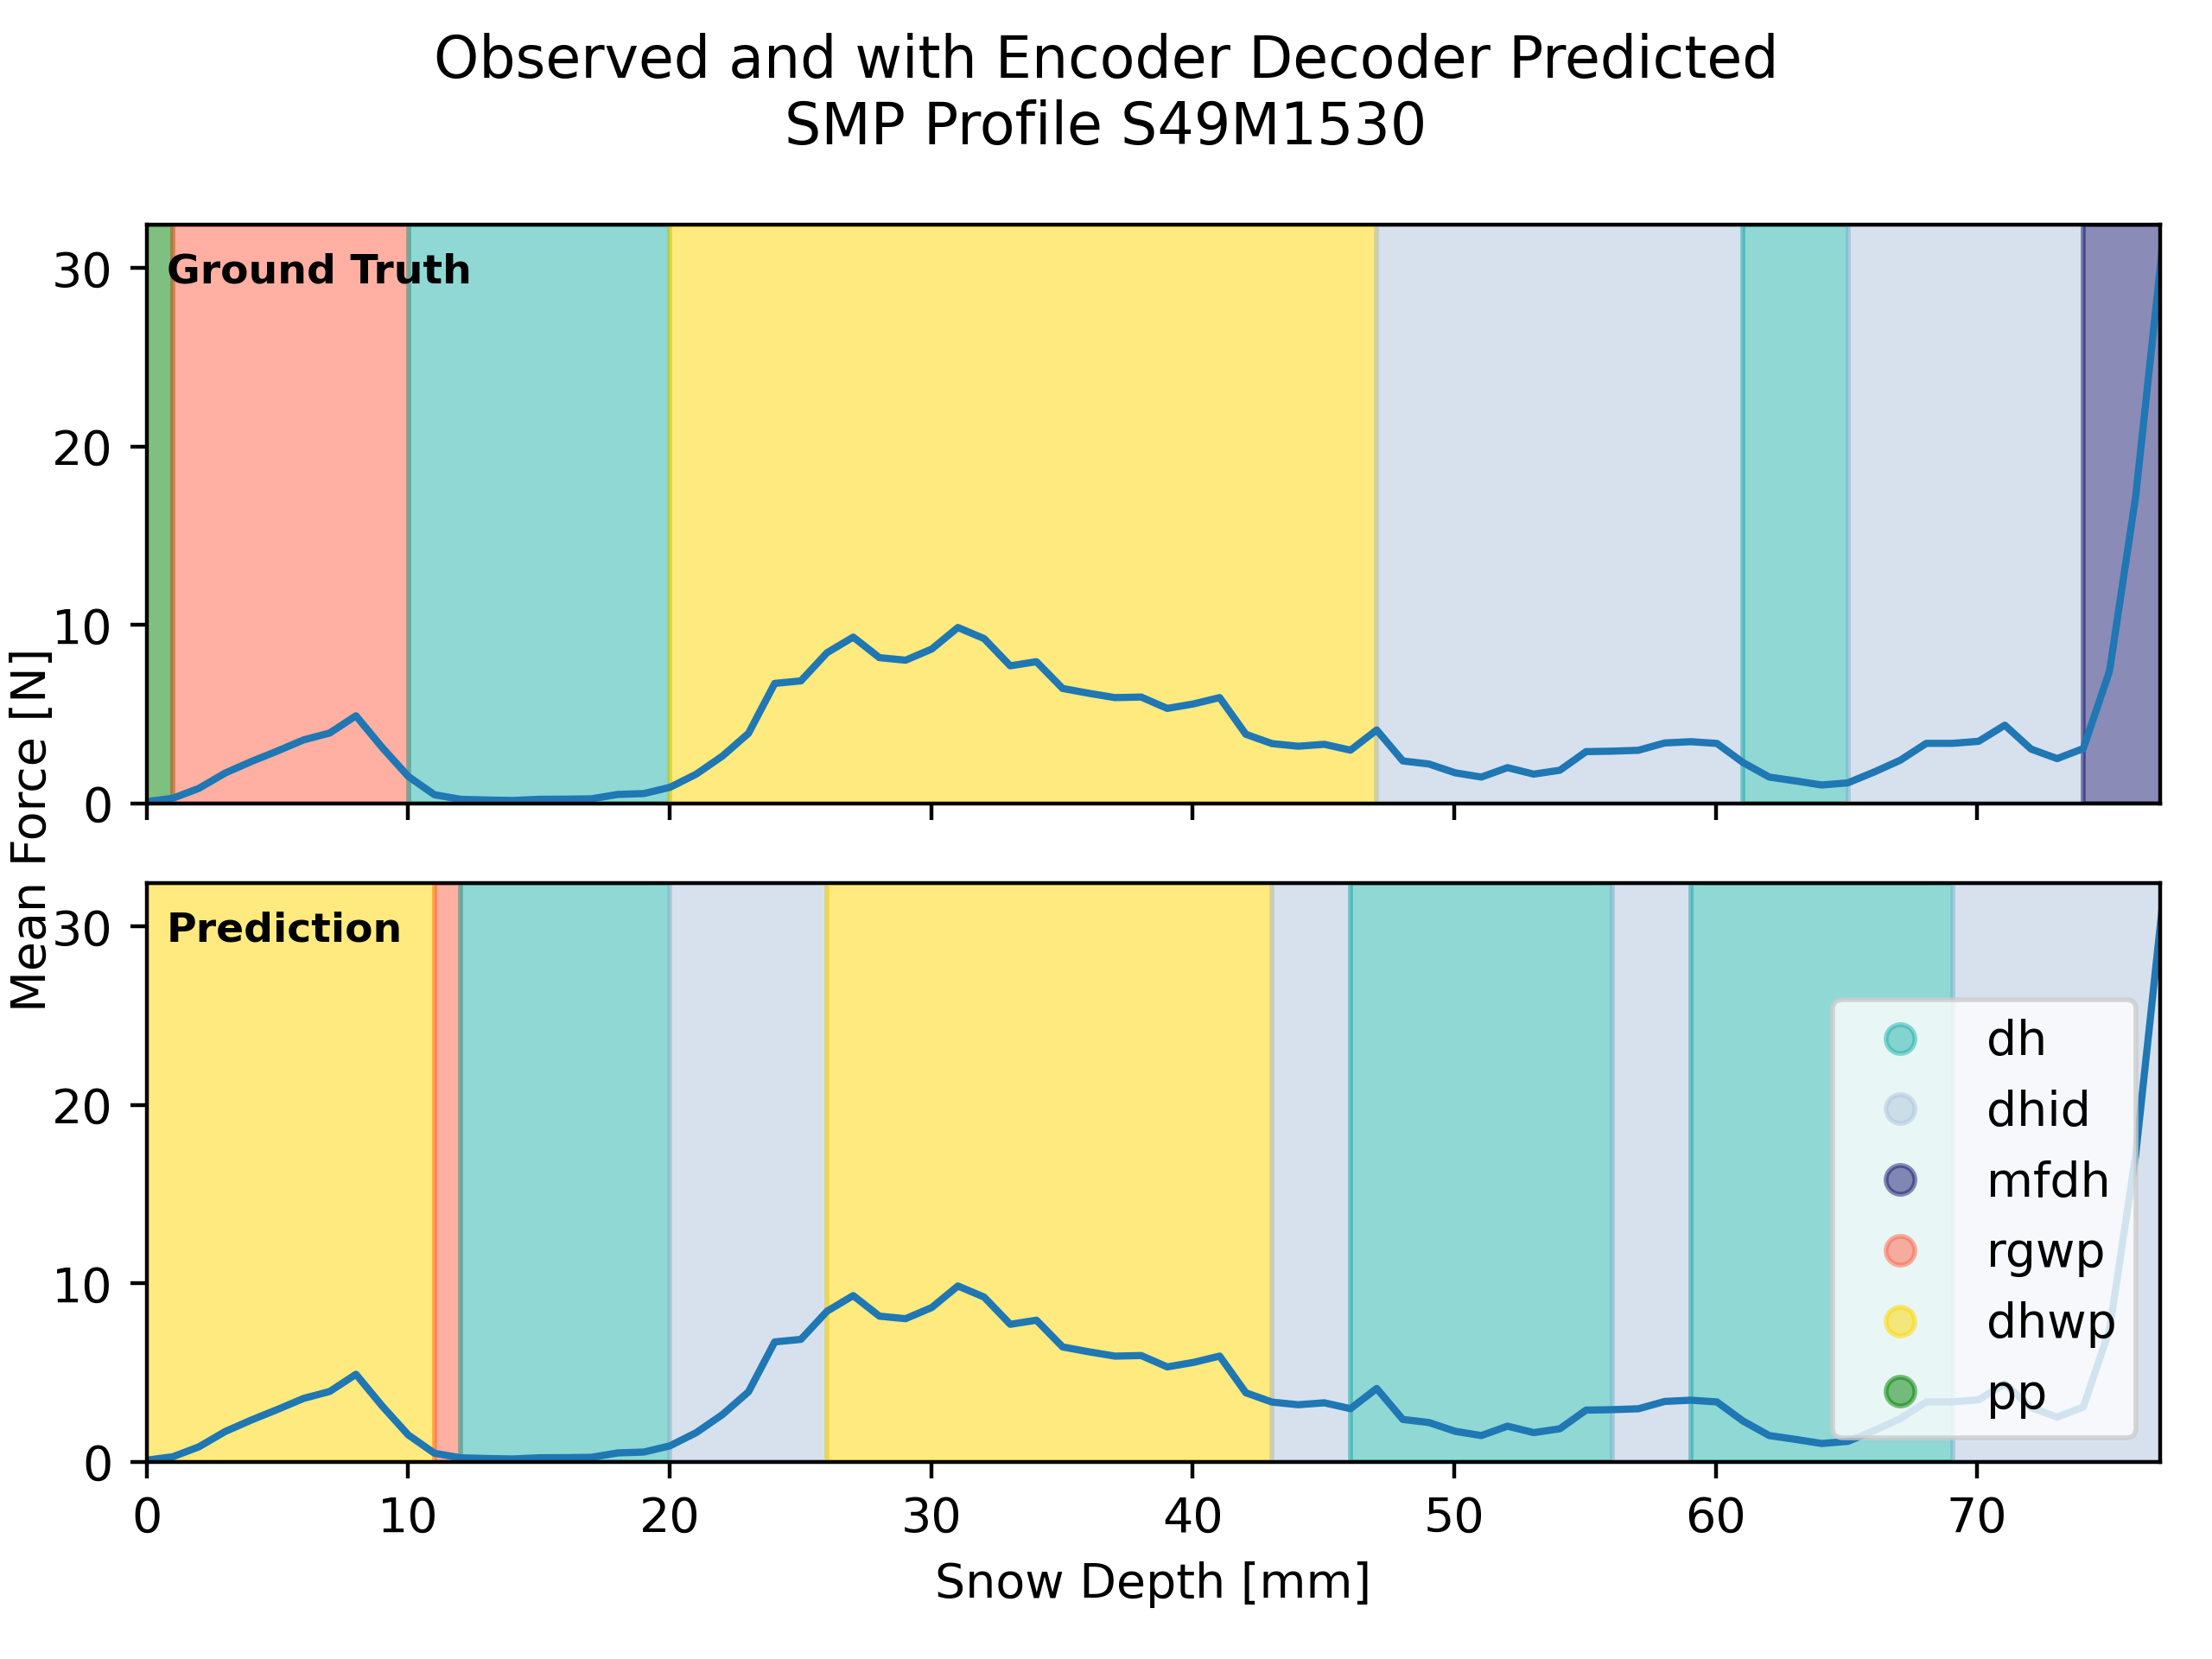 Observed and with Encoder Decoder Predicted
SMP Profile S49M1530
Mean Force [N]
30
20
10
0
Ground Truth
30
20
10
0
Prediction
dh
dhid
mfdh
rgwp
dhwp
pp
0 10 20 30 40 50 60 70
Snow Depth [mm]